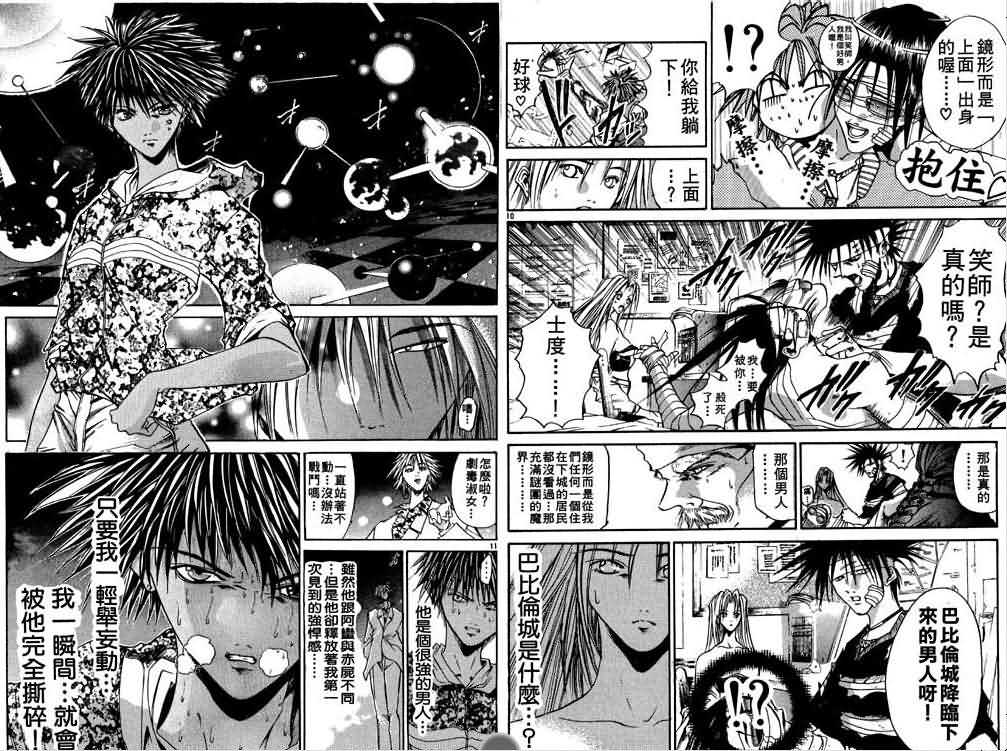 鏡形而是「
上面」出身
的喔……♡
我叫笑師，
我是個好男
人喔！
!?
摩擦…
摩擦…
抱住
你給我躺
下！
好球♡
上面
…？
10
笑師？是
真的嗎？
士度………！
我…要
被你…殺死
了…
那是真的
…！
那個男人
鏡形而是從我
們任何一個住
在下城的居民
都沒看過…那
充滿謎團的魔
界……
巴比倫城降臨下
來的男人呀！
!?
!?
巴比倫城是什麼…？
嘻…
怎麼啦？
劇毒淑女…
一直站著不
動…沒辦法
戰鬥嗎…
11
……
他是個很強的男人…
雖然他跟阿蠻與赤屍不同
…但是他卻釋放著我第一
次見到的強悍感……
只要我一輕舉妄動…
我一瞬間…就會
被他完全撕碎！